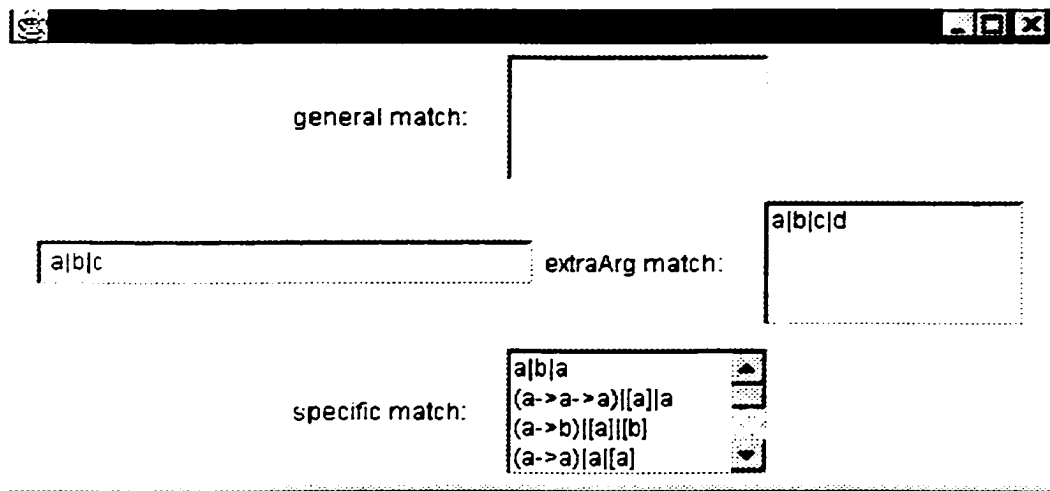 general match:
a|b|c|d
a|b|c
extraArg match:
a|b|a
(a->a->a)|[a]|a
specific match:
(a->b)|[a]|[b]
(a->a)|a|[a]